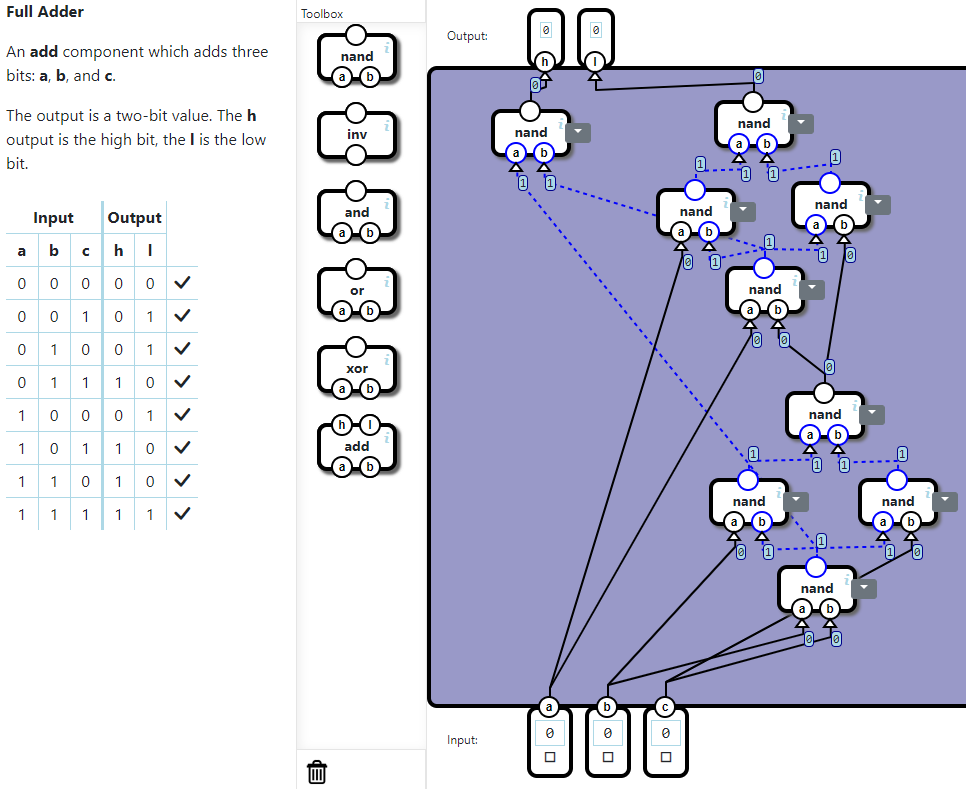 Full Adder
An add component which adds three
bits: a, b, and c.
The output is a two-bit value. The h
output is the high bit, the l is the low
bit.
Input Output
a b c h l
0 0 0 0 0
0 0 1 0 1
0 1 0 0 1
0 1 1 1 0
1 0 0 0 1
1 0 1 1 0
1 1 0 1 0
1 1 1 1 1
Toolbox
nand
a b
inv
and
a b
or
a b
xor
a b
h l
add
a b
Output:
0 0
h l
0 0
nand
a b
nand
a b
1 1
1 1
1 1
nand
a b
nand
a b
0 1
1 0
1
nand
a b
0 0
0
nand
a b
1 1
1 1
nand
a b
nand
a b
0 1
1 0
1
nand
a b
0 0
Input:
a b c
0 0 0